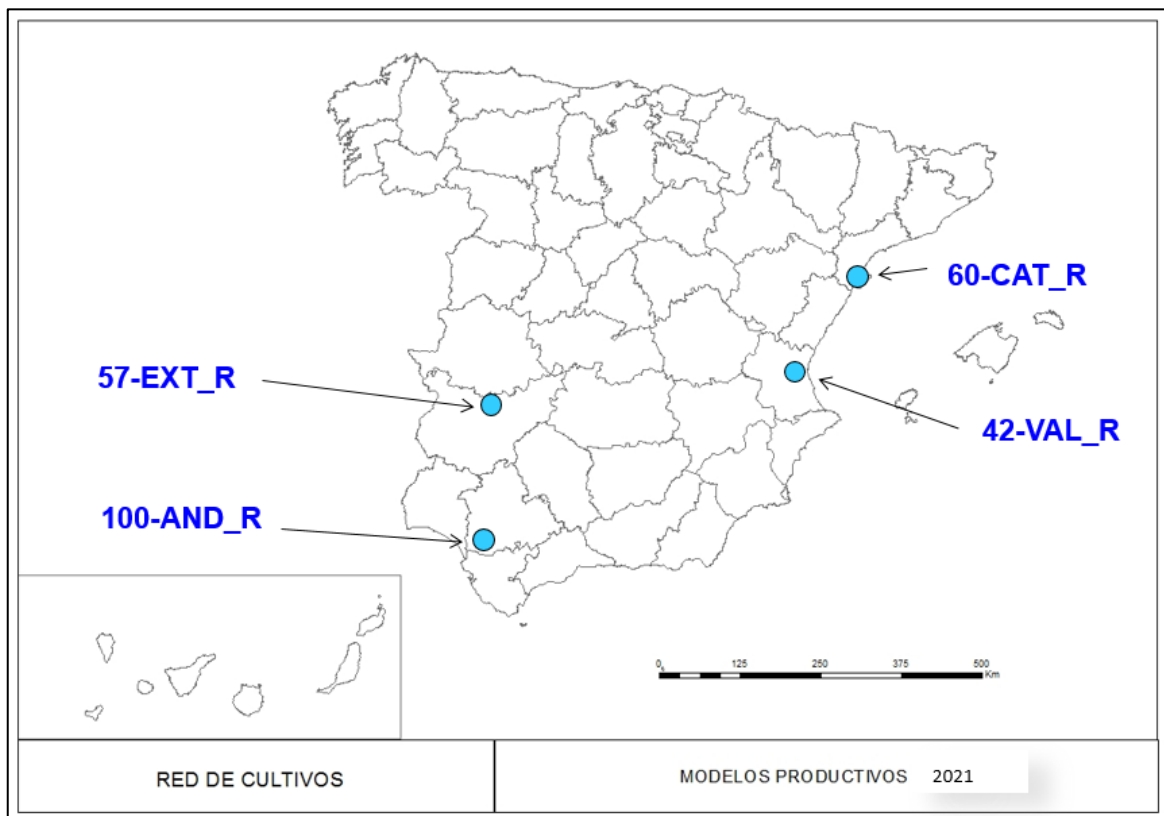 60-CAT_R
57-EXT_R
42-VAL_R
100-AND_R
0 125 250 375 500
Km
RED DE CULTIVOS
MODELOS PRODUCTIVOS 2021